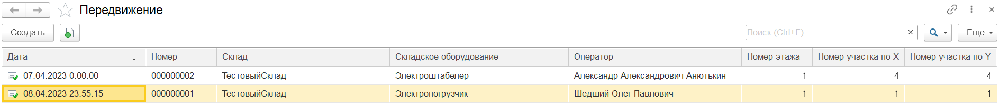 Передвижение
Создать Поиск (Ctrl+F) Еще
Дата Номер Склад Складское оборудование Оператор Номер этажа Номер участка по X Номер участка по Y
07.04.2023 0:00:00 000000002 ТестовыйСклад Электроштабелер Александр Александрович Анютькин 1 4 4
08.04.2023 23:55:15 000000001 ТестовыйСклад Электропогрузчик Шедший Олег Павлович 1 1 1